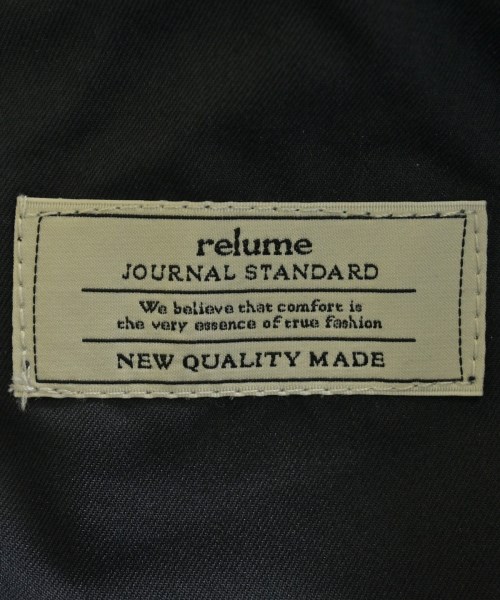 relume
JOURNAL STANDARD
We believe that comfort is
the very essence of true fashion
NEW QUALITY MADE